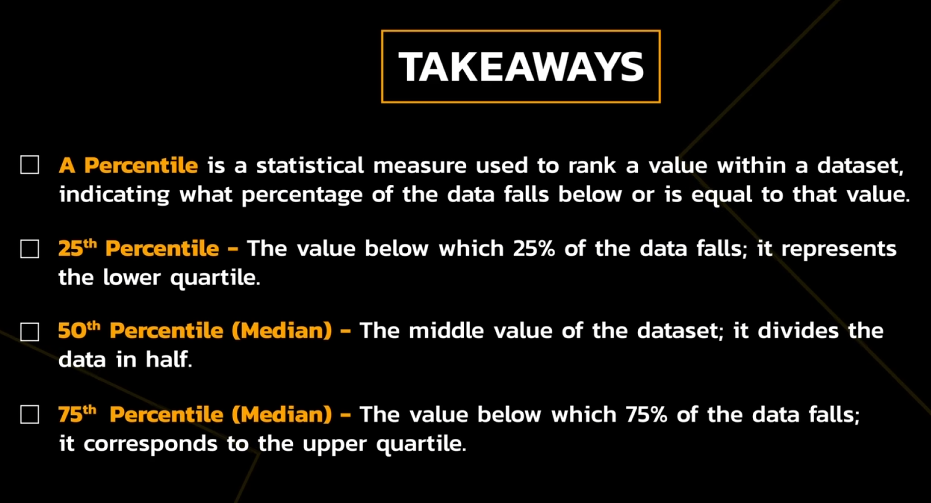 TAKEAWAYS
□ A Percentile is a statistical measure used to rank a value within a dataset,
indicating what percentage of the data falls below or is equal to that value.
□ 25th Percentile – The value below which 25% of the data falls; it represents
the lower quartile.
□ 50th Percentile (Median) – The middle value of the dataset; it divides the
data in half.
□ 75th Percentile (Median) – The value below which 75% of the data falls;
it corresponds to the upper quartile.